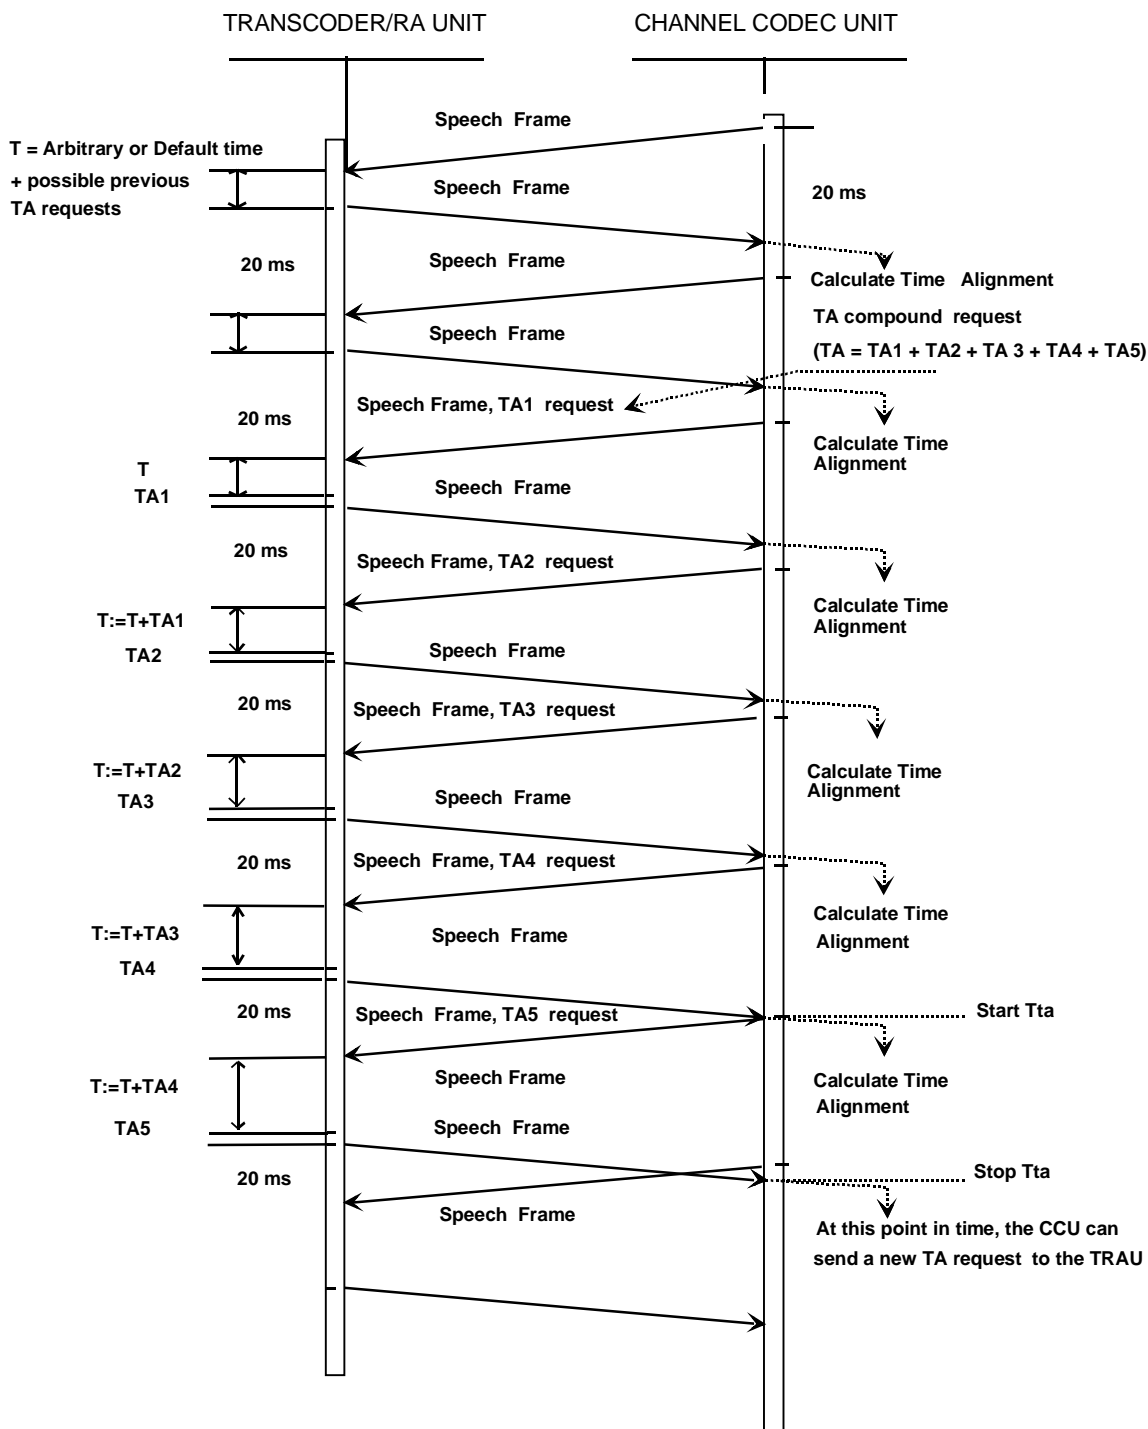 TRANSCODER/RA UNIT
CHANNEL CODEC UNIT
Speech Frame
T = Arbitrary or Default time
+ possible previous
TA requests
Speech Frame
20 ms
Speech Frame
20 ms
Calculate Time Alignment
TA compound request
(TA = TA1 + TA2 + TA 3 + TA4 + TA5)
Speech Frame
Speech Frame, TA1 request
20 ms
Calculate Time
Alignment
T
TA1
Speech Frame
20 ms
Speech Frame, TA2 request
Calculate Time
Alignment
T:=T+TA1
TA2
Speech Frame
20 ms
Speech Frame, TA3 request
Calculate Time
Alignment
T:=T+TA2
TA3
Speech Frame
20 ms
Speech Frame, TA4 request
Calculate Time
Alignment
T:=T+TA3
TA4
Speech Frame
20 ms
Speech Frame, TA5 request
Start Tta
Calculate Time
Alignment
T:=T+TA4
TA5
Speech Frame
Speech Frame
20 ms
Stop Tta
Speech Frame
At this point in time, the CCU can
send a new TA request to the TRAU